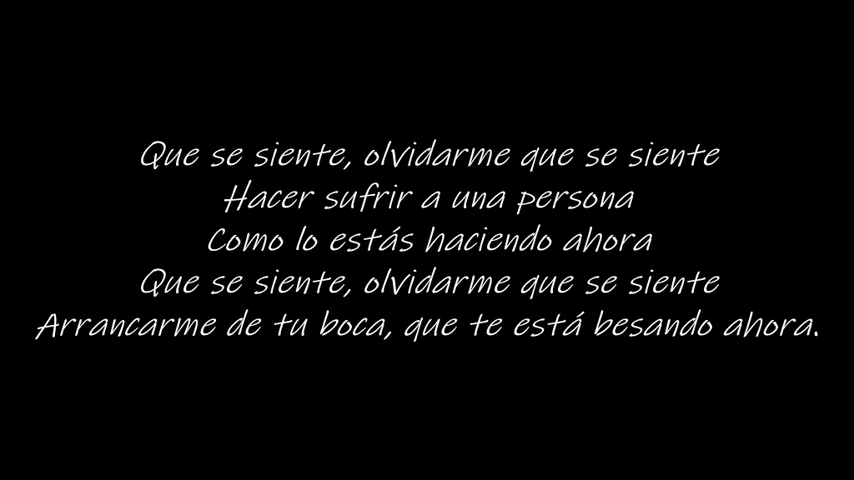 Que se siente, olvidarme que se siente
Hacer sufrir a una persona
Como lo estás haciendo ahora
Que se siente, olvidarme que se siente
Arrancarme de tu boca, que te está besando ahora.